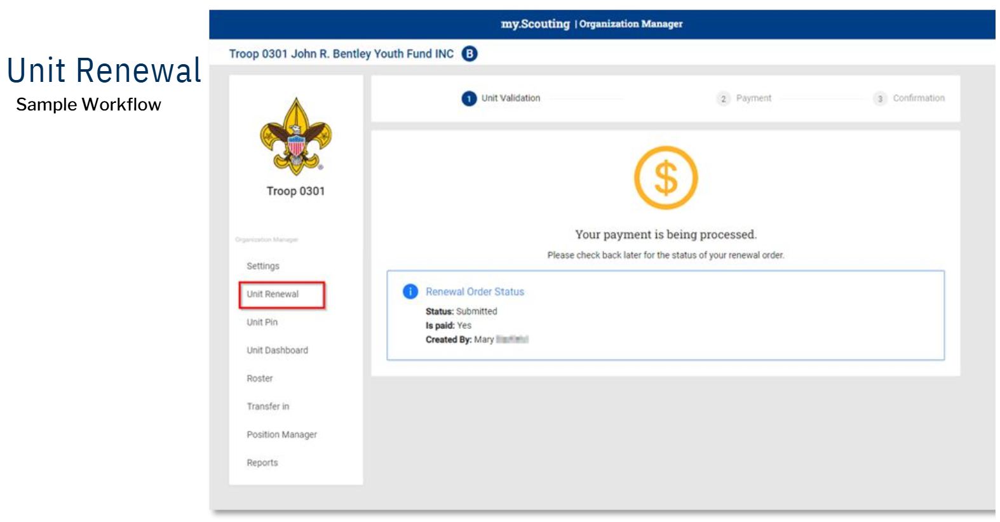 Unit Renewal
Sample Workflow
my.Scouting | Organization Manager
Troop 0301 John R. Bentley Youth Fund INC B
Troop 0301
Organization Manager
Settings
Unit Renewal
Unit Pin
Unit Dashboard
Roster
Transfer in
Position Manager
Reports
1 Unit Validation
2 Payment
3 Confirmation
$
Your payment is being processed.
Please check back later for the status of your renewal order.
i Renewal Order Status
Status: Submitted
Is paid: Yes
Created By: Mary